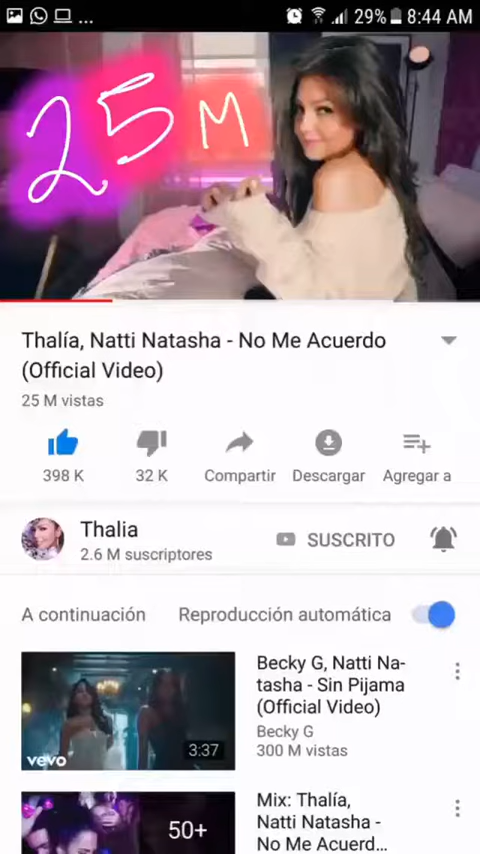 29% 8:44 AM
25 M
Thalía, Natti Natasha - No Me Acuerdo
(Official Video)
25 M vistas
398 K
32 K
Compartir
Descargar
Agregar a
Thalia
2.6 M suscriptores
SUSCRITO
A continuación
Reproducción automática
3:37
vevo
Becky G, Natti Na-
tasha - Sin Pijama
(Official Video)
Becky G
300 M vistas
50+
Mix: Thalía,
Natti Natasha -
No Me Acuerd...